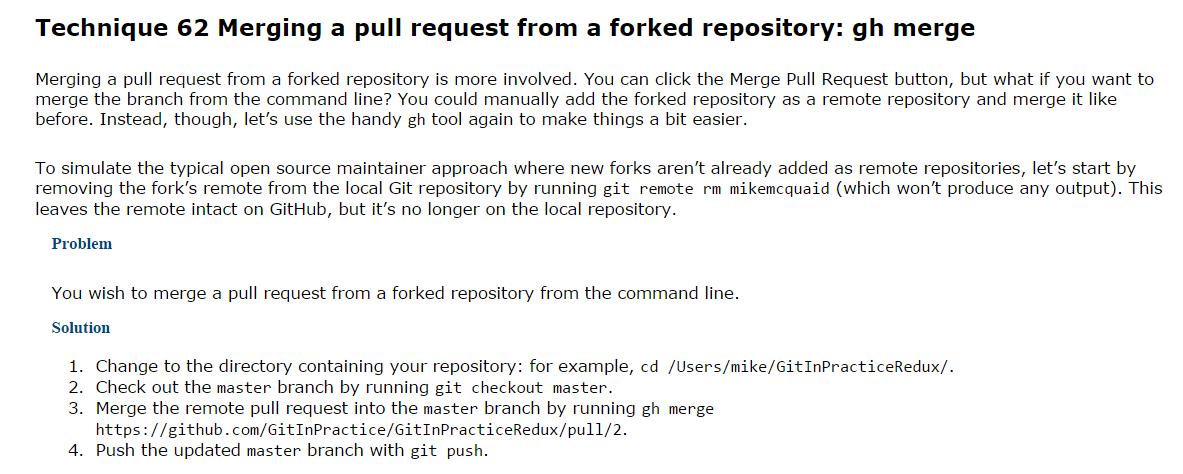 Technique 62 Merging a pull request from a forked repository: gh merge
Merging a pull request from a forked repository is more involved. You can click the Merge Pull Request button, but what if you want to
merge the branch from the command line? You could manually add the forked repository as a remote repository and merge it like
before. Instead, though, let’s use the handy gh tool again to make things a bit easier.
To simulate the typical open source maintainer approach where new forks aren’t already added as remote repositories, let’s start by
removing the fork’s remote from the local Git repository by running git remote rm mikemcquaid (which won’t produce any output). This
leaves the remote intact on GitHub, but it’s no longer on the local repository.
Problem
You wish to merge a pull request from a forked repository from the command line.
Solution
1. Change to the directory containing your repository: for example, cd /Users/mike/GitInPracticeRedux/.
2. Check out the master branch by running git checkout master.
3. Merge the remote pull request into the master branch by running gh merge
https://github.com/GitInPractice/GitInPracticeRedux/pull/2.
4. Push the updated master branch with git push.